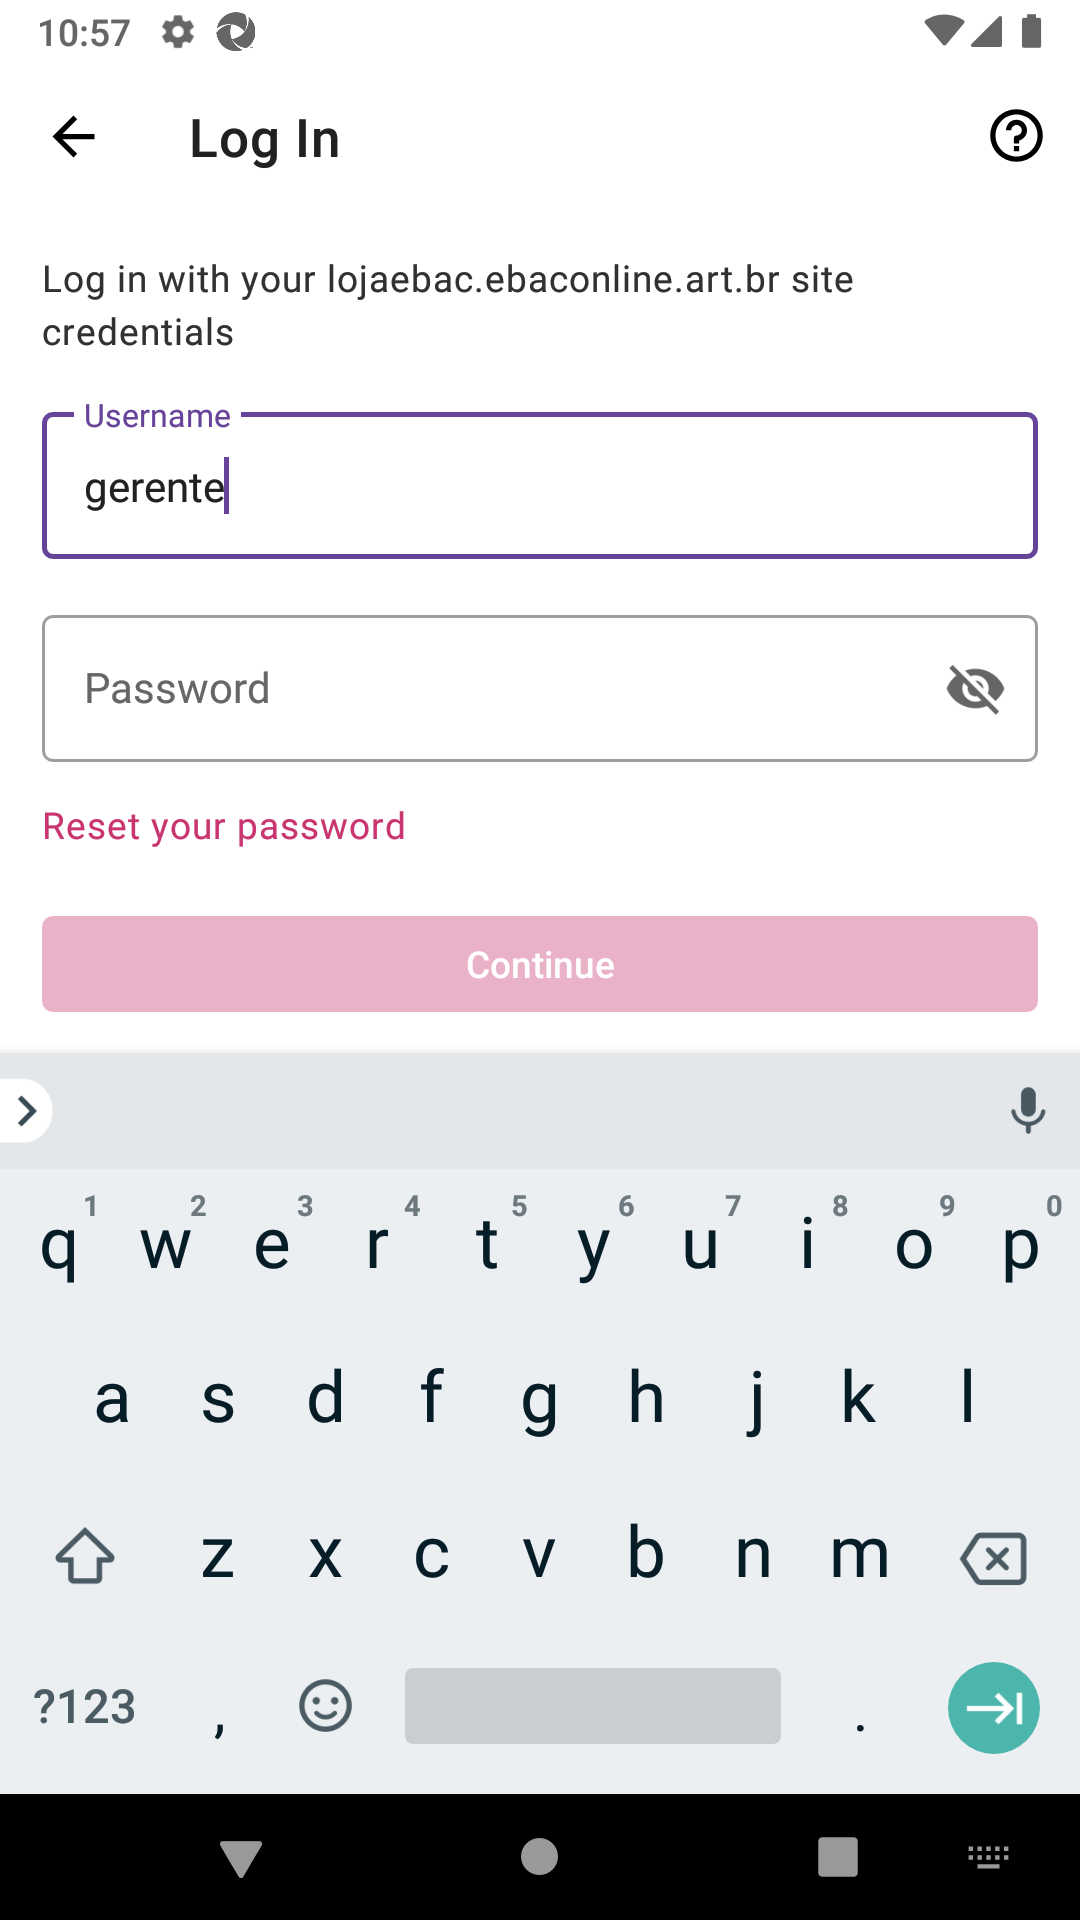 10:57
Log In
Log in with your lojaebac.ebaconline.art.br site
credentials
Username
gerente
Password
Reset your password
Continue
1 2 3 4 5 6 7 8 9 0
q w e r t y u i o p
a s d f g h j k l
z x c v b n m
?123 , .